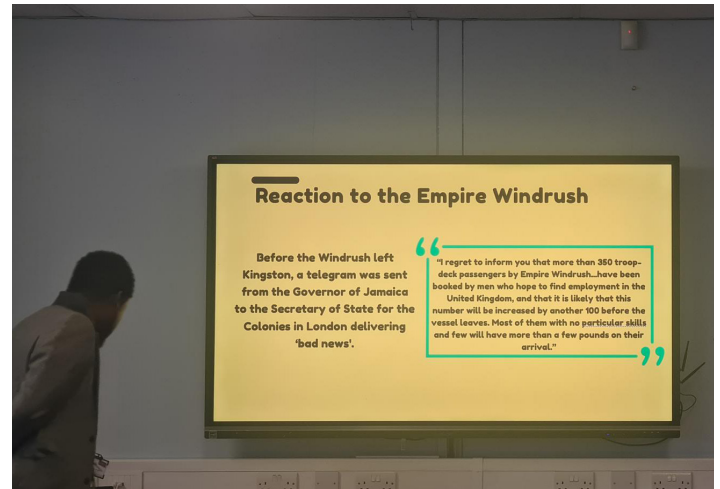 Reaction to the Empire Windrush
Before the Windrush left
Kingston, a telegram was sent
from the Governor of Jamaica
to the Secretary of State for the
Colonies in London delivering
‘bad news’.
“I regret to inform you that more than 350 troop-
deck passengers by Empire Windrush...have been
booked by men who hope to find employment in the
United Kingdom, and that it is likely that this
number will be increased by another 100 before the
vessel leaves. Most of them with no particular skills
and few will have more than a few pounds on their
arrival.”